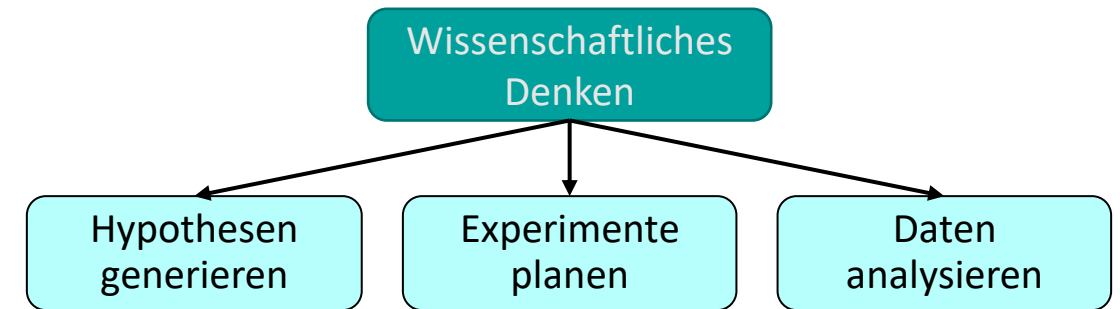 Wissenschaftliches
Denken
Hypothesen
generieren
Experimente
planen
Daten
analysieren